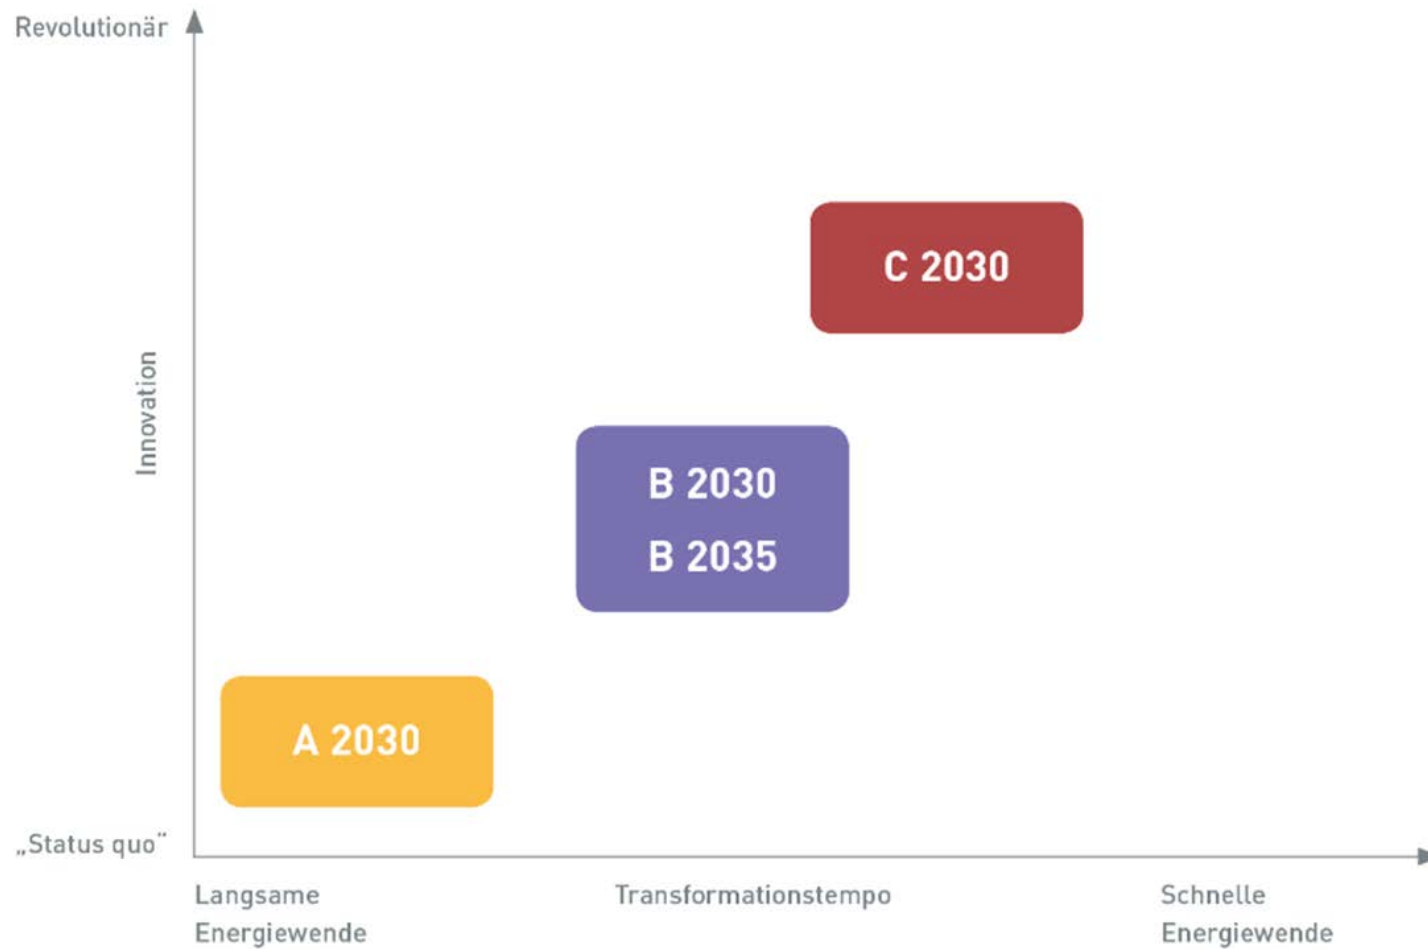 Revolutionär
C 2030
Innovation
B 2030
B 2035
A 2030
„Status quo“
Langsame
Energiewende
Transformationstempo
Schnelle
Energiewende